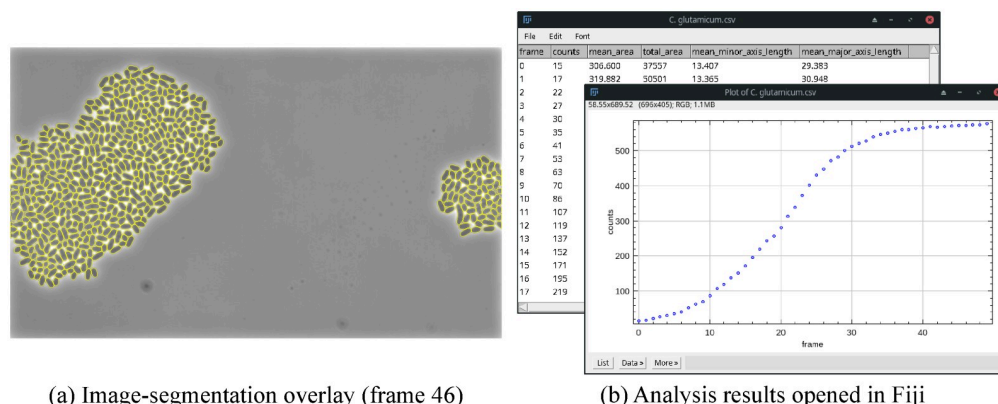 C. glutamicum.csv
File Edit Font
frame counts mean_area total_area mean_minor_axis_length mean_major_axis_length
0 15 306.600 37557 13.407 29.383
1 17 319.882 50501 13.365 30.948
2 22
3 27
4 30
5 35
6 41
7 53
8 63
9 70
10 86
11 107
12 119
13 137
14 152
15 171
16 195
17 219
Plot of C. glutamicum.csv
58.55x689.52 (696x405); RGB; 1.1MB
500
400
300
200
100
counts
0 10 20 30 40
frame
List Data » More »
(a) Image-segmentation overlay (frame 46)
(b) Analysis results opened in Fiji